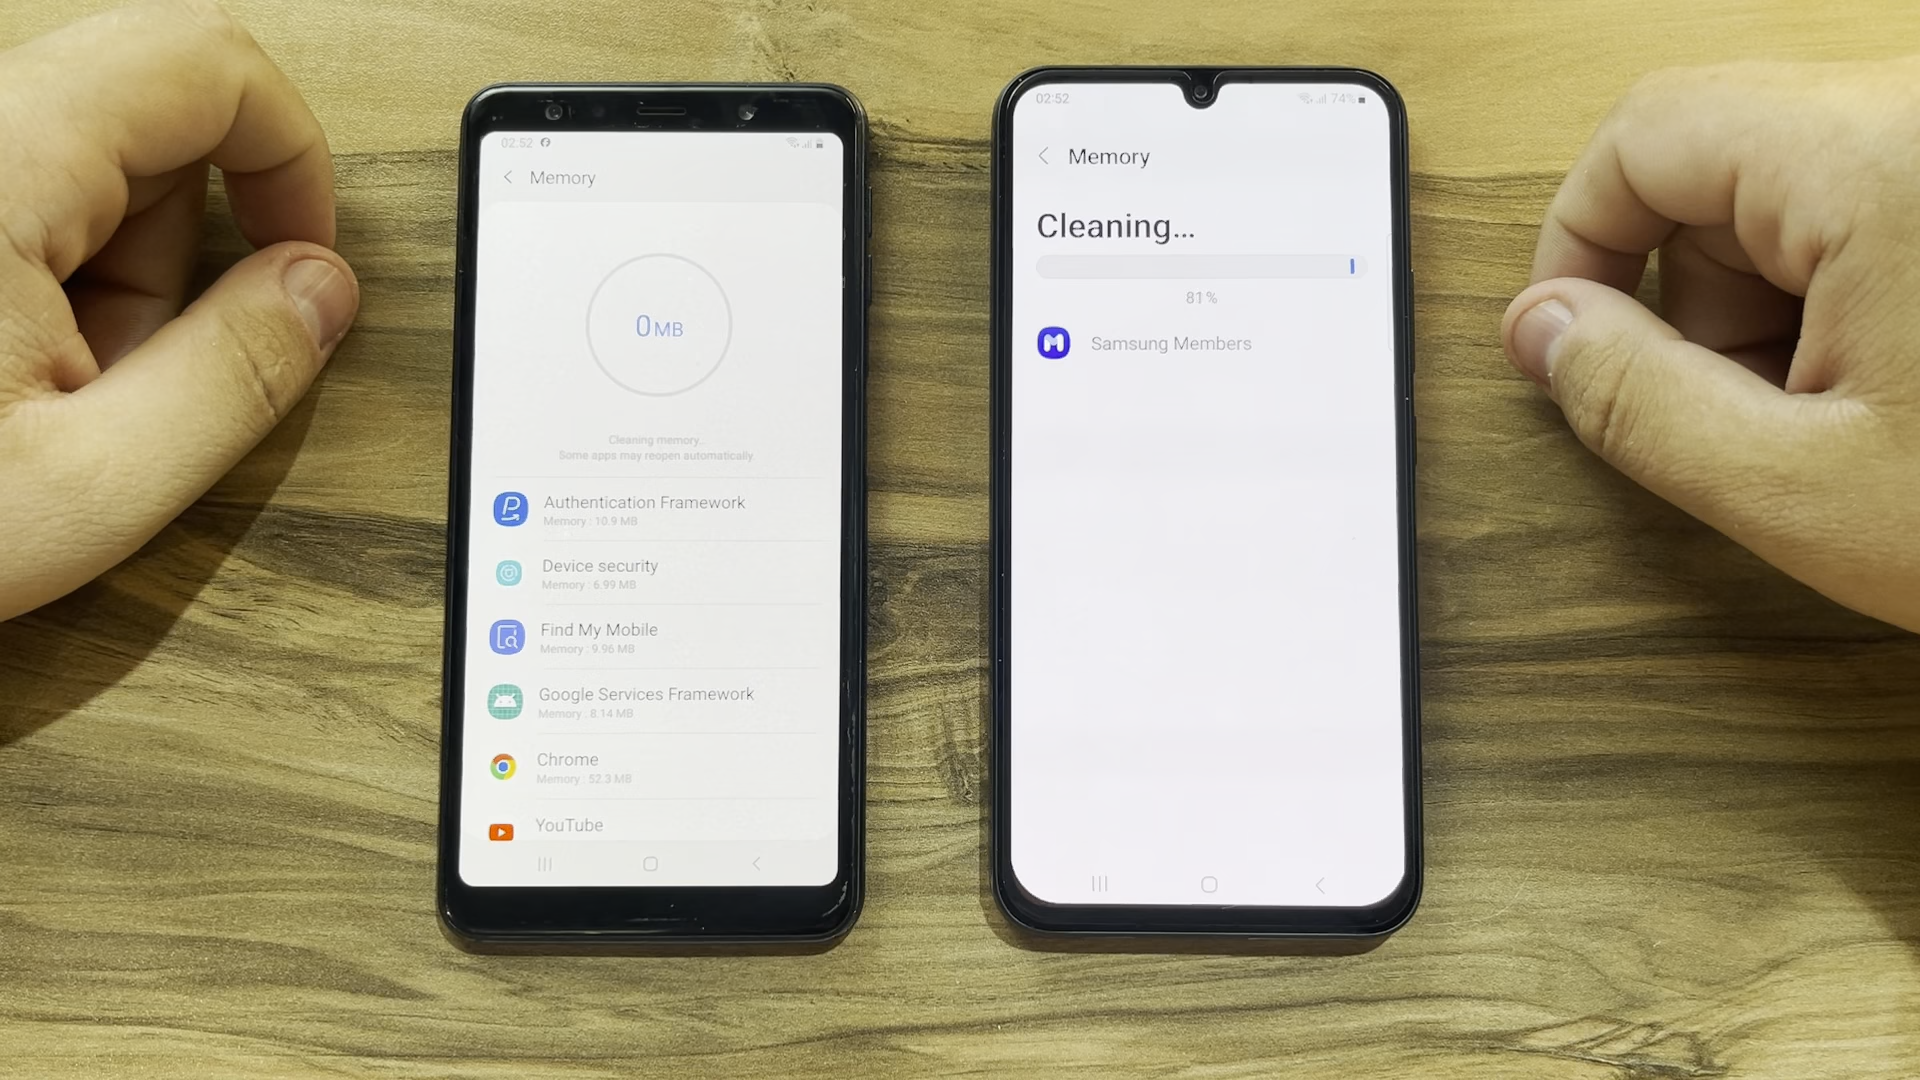 02:52
Memory
0 MB
Cleaning memory...
Some apps may reopen automatically.
Authentication Framework
Memory : 10.9 MB
Device security
Memory : 6.99 MB
Find My Mobile
Memory : 9.96 MB
Google Services Framework
Memory : 8.14 MB
Chrome
Memory : 52.3 MB
YouTube
02:52
74%
Memory
Cleaning...
81%
Samsung Members